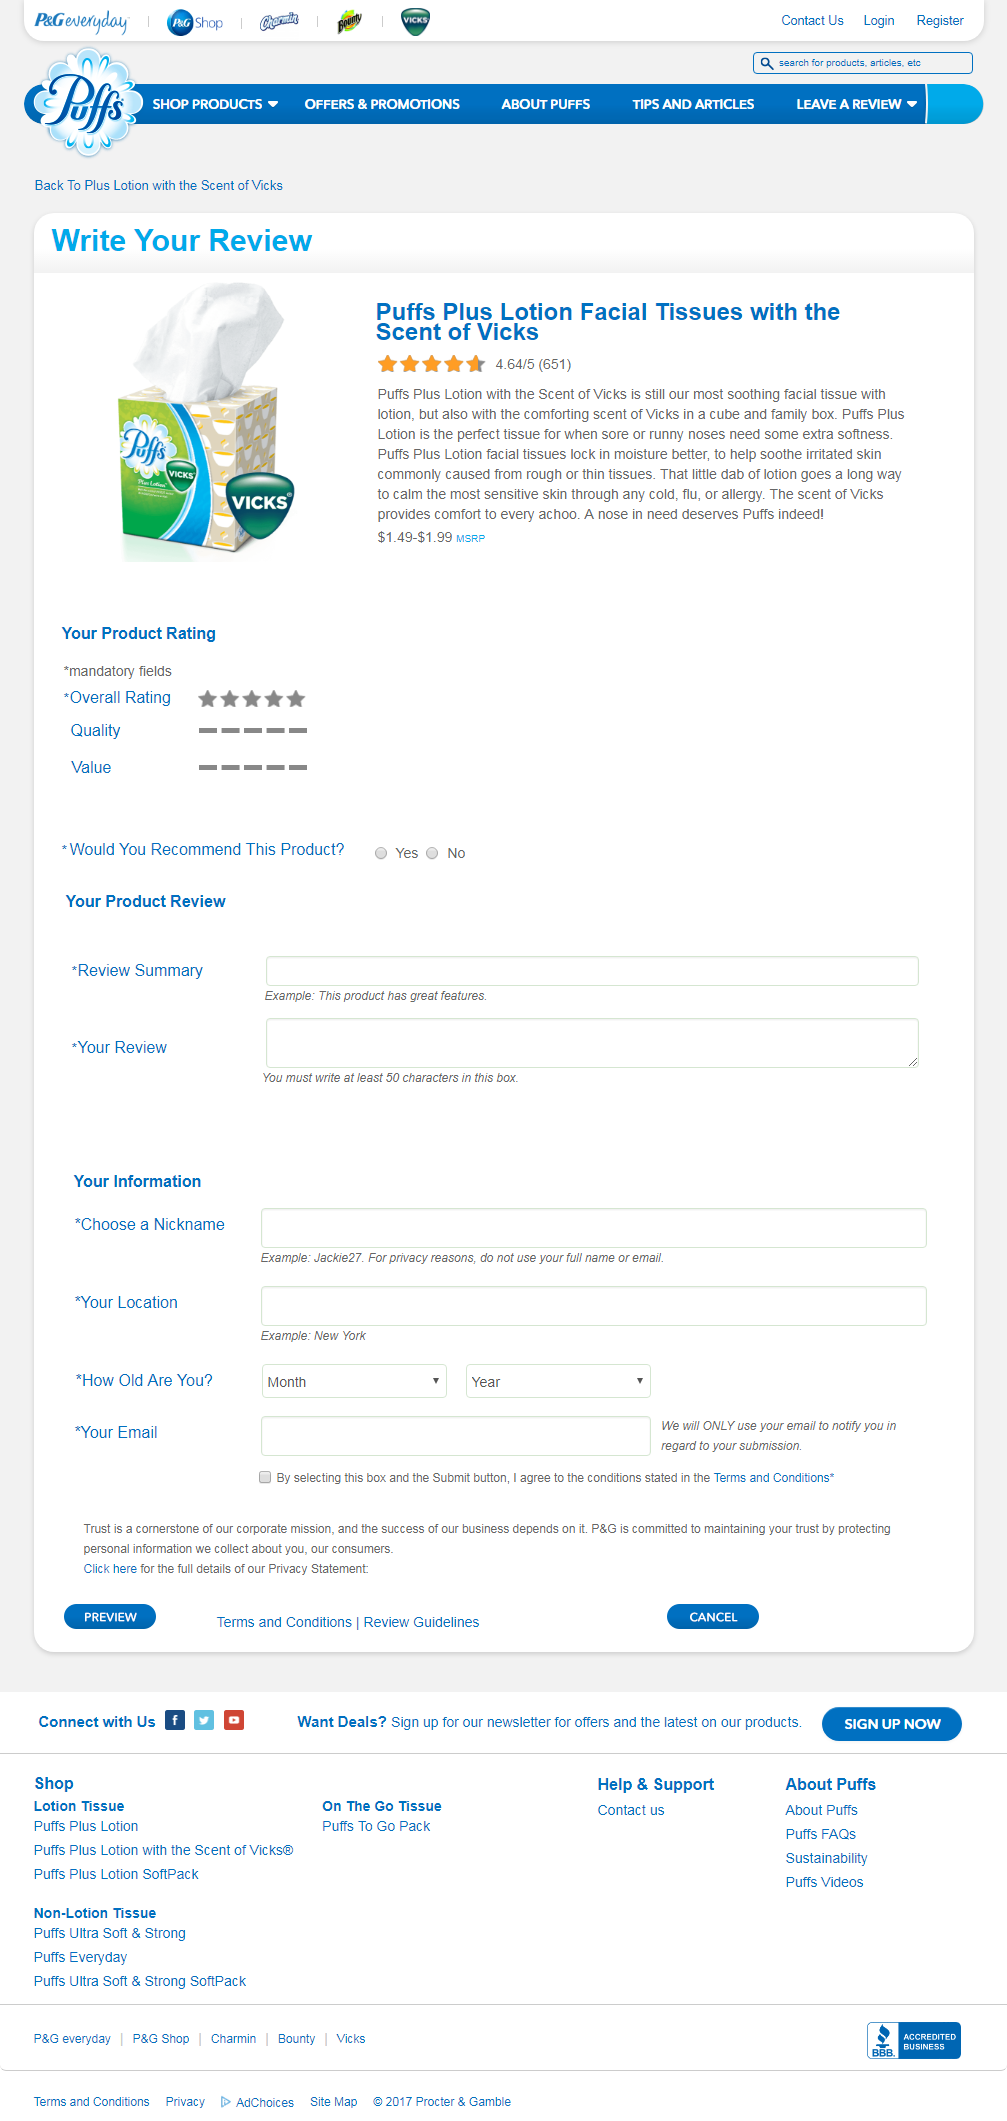 P&G everyday | P&G Shop | Charmin | Bounty | VICKS
Contact Us Login Register
search for products, articles, etc
Puffs SHOP PRODUCTS OFFERS & PROMOTIONS ABOUT PUFFS TIPS AND ARTICLES LEAVE A REVIEW
Back To Plus Lotion with the Scent of Vicks
Write Your Review
Puffs
VICKS
Plus Lotion
VICKS
Puffs Plus Lotion Facial Tissues with the
Scent of Vicks
4.64/5 (651)
Puffs Plus Lotion with the Scent of Vicks is still our most soothing facial tissue with
lotion, but also with the comforting scent of Vicks in a cube and family box. Puffs Plus
Lotion is the perfect tissue for when sore or runny noses need some extra softness.
Puffs Plus Lotion facial tissues lock in moisture better, to help soothe irritated skin
commonly caused from rough or thin tissues. That little dab of lotion goes a long way
to calm the most sensitive skin through any cold, flu, or allergy. The scent of Vicks
provides comfort to every achoo. A nose in need deserves Puffs indeed!
$1.49-$1.99 MSRP
Your Product Rating
*mandatory fields
*Overall Rating
Quality
Value
* Would You Recommend This Product? Yes No
Your Product Review
*Review Summary
Example: This product has great features.
*Your Review
You must write at least 50 characters in this box.
Your Information
*Choose a Nickname
Example: Jackie27. For privacy reasons, do not use your full name or email.
*Your Location
Example: New York
*How Old Are You? Month Year
*Your Email
We will ONLY use your email to notify you in
regard to your submission.
By selecting this box and the Submit button, I agree to the conditions stated in the Terms and Conditions*
Trust is a cornerstone of our corporate mission, and the success of our business depends on it. P&G is committed to maintaining your trust by protecting
personal information we collect about you, our consumers.
Click here for the full details of our Privacy Statement:
PREVIEW Terms and Conditions | Review Guidelines CANCEL
Connect with Us Want Deals? Sign up for our newsletter for offers and the latest on our products. SIGN UP NOW
Shop
Lotion Tissue
Puffs Plus Lotion
Puffs Plus Lotion with the Scent of Vicks®
Puffs Plus Lotion SoftPack
Non-Lotion Tissue
Puffs Ultra Soft & Strong
Puffs Everyday
Puffs Ultra Soft & Strong SoftPack
On The Go Tissue
Puffs To Go Pack
Help & Support
Contact us
About Puffs
About Puffs
Puffs FAQs
Sustainability
Puffs Videos
P&G everyday | P&G Shop | Charmin | Bounty | Vicks
BBB. ACCREDITED
BUSINESS
Terms and Conditions Privacy AdChoices Site Map © 2017 Procter & Gamble